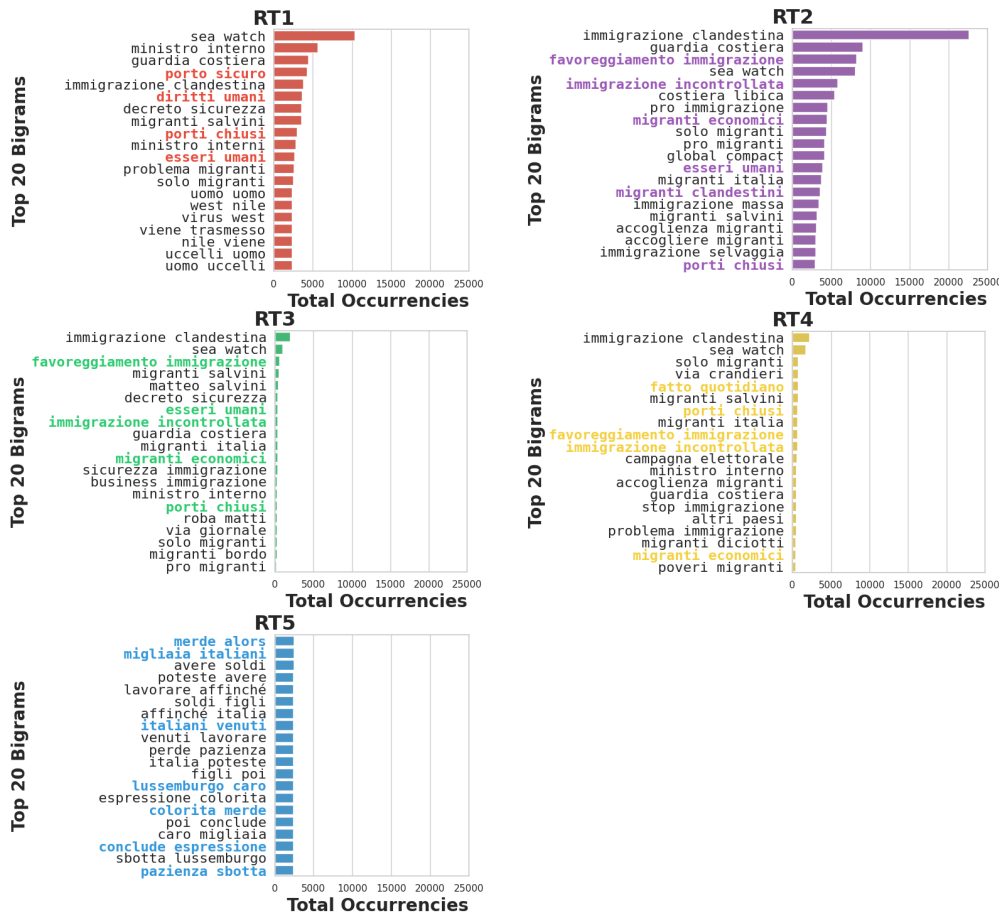 RT1
Top 20 Bigrams
sea watch
ministro interno
guardia costiera
porto sicuro
immigrazione clandestina
diritti umani
decreto sicurezza
migranti salvini
porti chiusi
ministro interni
esseri umani
problema migranti
solo migranti
uomo uomo
west nile
virus west
viene trasmesso
nile viene
uccelli uomo
uomo uccelli
0 5000 10000 15000 20000 25000
Total Occurrencies
RT2
Top 20 Bigrams
immigrazione clandestina
guardia costiera
favoreggiamento immigrazione
sea watch
immigrazione incontrollata
costiera libica
pro immigrazione
migranti economici
solo migranti
pro migranti
global compact
esseri umani
migranti italia
migranti clandestini
immigrazione massa
migranti salvini
accoglienza migranti
accogliere migranti
immigrazione selvaggia
porti chiusi
0 5000 10000 15000 20000 25000
Total Occurrencies
RT3
Top 20 Bigrams
immigrazione clandestina
sea watch
favoreggiamento immigrazione
migranti salvini
matteo salvini
decreto sicurezza
esseri umani
immigrazione incontrollata
guardia costiera
migranti italia
migranti economici
sicurezza immigrazione
business immigrazione
ministro interno
porti chiusi
roba matti
via giornale
solo migranti
migranti bordo
pro migranti
0 5000 10000 15000 20000 25000
Total Occurrencies
RT4
Top 20 Bigrams
immigrazione clandestina
sea watch
solo migranti
via crandieri
fatto quotidiano
migranti salvini
porti chiusi
migranti italia
favoreggiamento immigrazione
immigrazione incontrollata
campagna elettorale
ministro interno
accoglienza migranti
guardia costiera
stop immigrazione
altri paesi
problema immigrazione
migranti diciotti
migranti economici
poveri migranti
0 5000 10000 15000 20000 25000
Total Occurrencies
RT5
Top 20 Bigrams
merde alors
migliaia italiani
avere soldi
poteste avere
lavorare affinché
soldi figli
affinché italia
italiani venuti
venuti lavorare
perde pazienza
italia poteste
figli poi
lussemburgo caro
espressione colorita
colorita merde
poi conclude
caro migliaia
conclude espressione
sbotta lussemburgo
pazienza sbotta
0 5000 10000 15000 20000 25000
Total Occurrencies